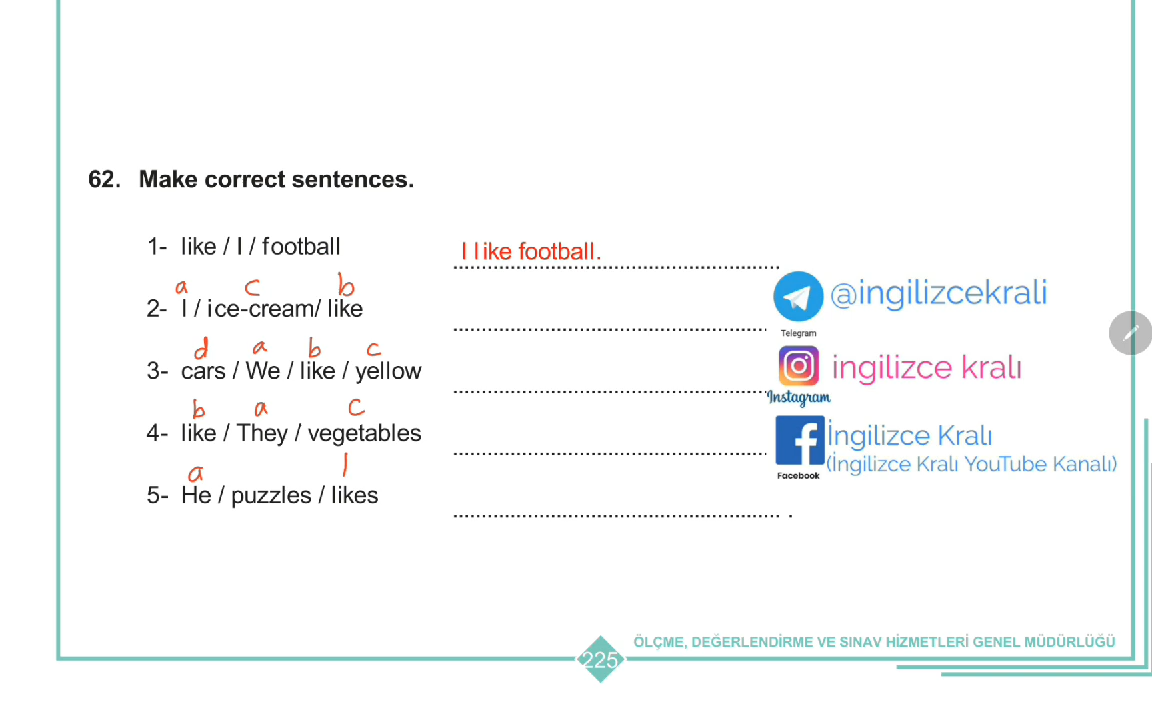 62. Make correct sentences.
1- like / I / football I like football.
a c b
2- I / ice-cream/ like
d a b c
3- cars / We / like / yellow
b a c
4- like / They / vegetables
a
5- He / puzzles / likes
@ingilizcekrali
Telegram
ingilizce kralı
Instagram
İngilizce Kralı
(İngilizce Kralı YouTube Kanalı)
Facebook
ÖLÇME, DEĞERLENDİRME VE SINAV HİZMETLERİ GENEL MÜDÜRLÜĞÜ
225